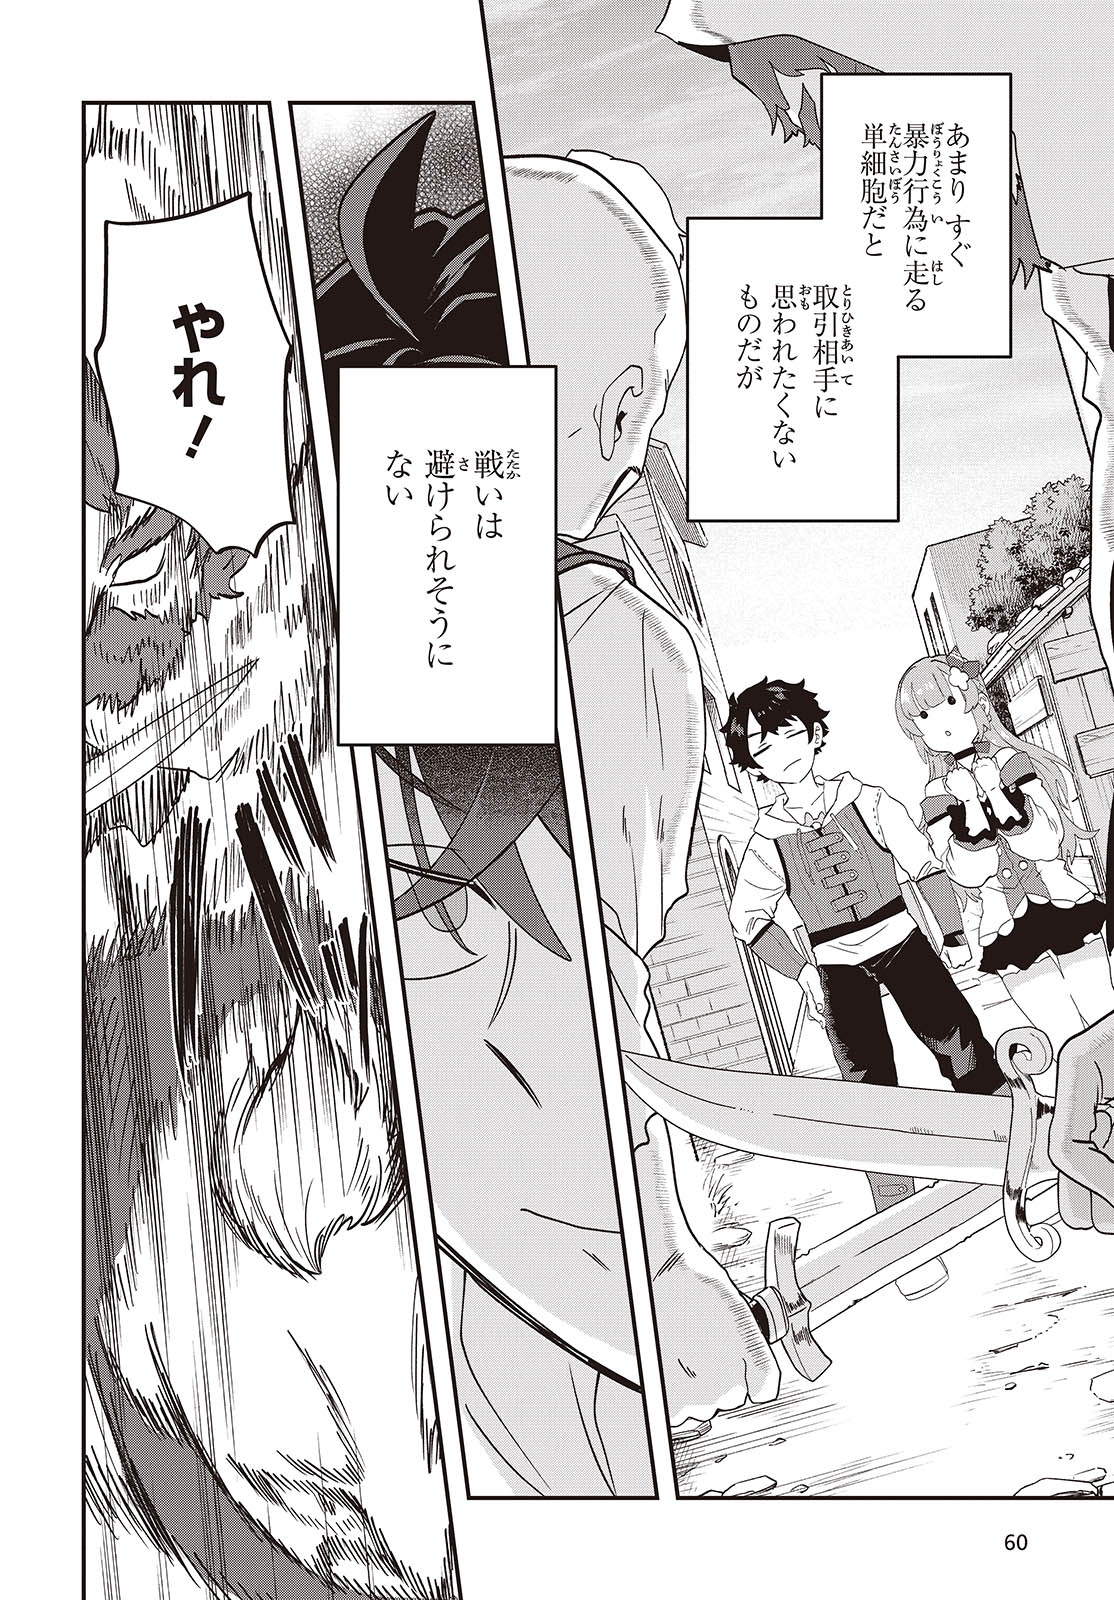 あまり すぐ
暴力行為に走る
単細胞だと
取引相手に
思われたくない
ものだが
戦いは
避けられそうに
ない
やれ！
60